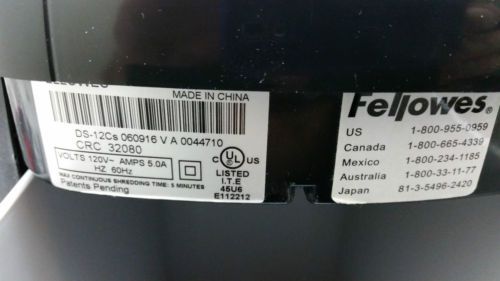 MADE IN CHINA
DS-12Cs 060916 V A 0044710
CRC 32080
VOLTS 120V~ AMPS 5.0A
HZ 60Hz
MAX CONTINUOUS SHREDDING TIME: 5 MINUTES
Patents Pending
C UL US
LISTED
I.T.E
45U6
E112212
Fellowes®
US 1-800-955-0959
Canada 1-800-665-4339
Mexico 1-800-234-1185
Australia 1-800-33-11-77
Japan 81-3-5496-2420